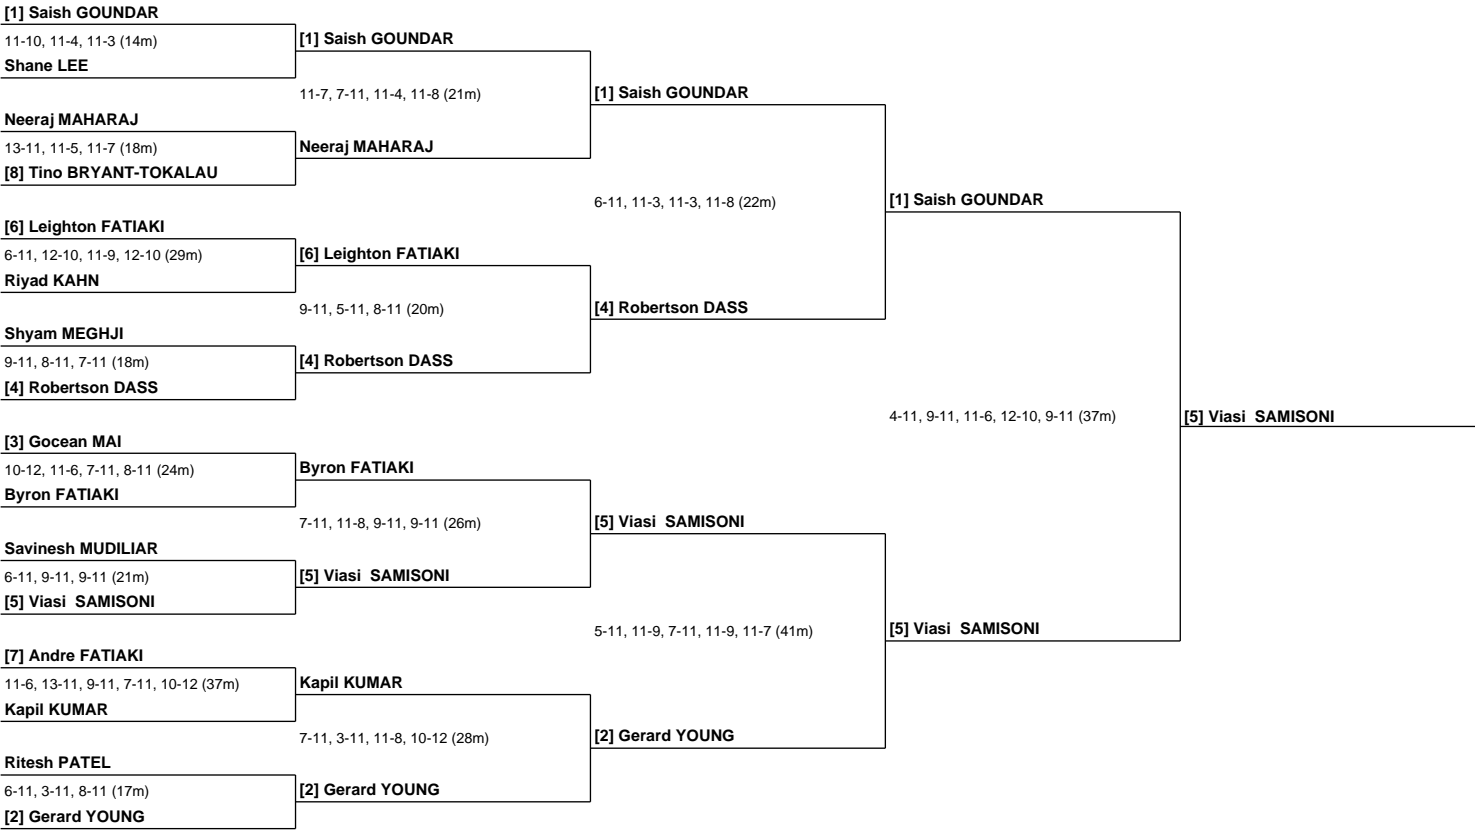 [1] Saish GOUNDAR
11-10, 11-4, 11-3 (14m)
Shane LEE
Neeraj MAHARAJ
13-11, 11-5, 11-7 (18m)
[8] Tino BRYANT-TOKALAU
[6] Leighton FATIAKI
6-11, 12-10, 11-9, 12-10 (29m)
Riyad KAHN
Shyam MEGHJI
9-11, 8-11, 7-11 (18m)
[4] Robertson DASS
[3] Gocean MAI
10-12, 11-6, 7-11, 8-11 (24m)
Byron FATIAKI
Savinesh MUDILIAR
6-11, 9-11, 9-11 (21m)
[5] Viasi  SAMISONI
[7] Andre FATIAKI
11-6, 13-11, 9-11, 7-11, 10-12 (37m)
Kapil KUMAR
Ritesh PATEL
6-11, 3-11, 8-11 (17m)
[2] Gerard YOUNG
[1] Saish GOUNDAR
11-7, 7-11, 11-4, 11-8 (21m)
Neeraj MAHARAJ
[6] Leighton FATIAKI
9-11, 5-11, 8-11 (20m)
[4] Robertson DASS
Byron FATIAKI
7-11, 11-8, 9-11, 9-11 (26m)
[5] Viasi  SAMISONI
Kapil KUMAR
7-11, 3-11, 11-8, 10-12 (28m)
[2] Gerard YOUNG
[1] Saish GOUNDAR
6-11, 11-3, 11-3, 11-8 (22m)
[4] Robertson DASS
[5] Viasi  SAMISONI
5-11, 11-9, 7-11, 11-9, 11-7 (41m)
[2] Gerard YOUNG
[1] Saish GOUNDAR
4-11, 9-11, 11-6, 12-10, 9-11 (37m)
[5] Viasi  SAMISONI
[5] Viasi  SAMISONI